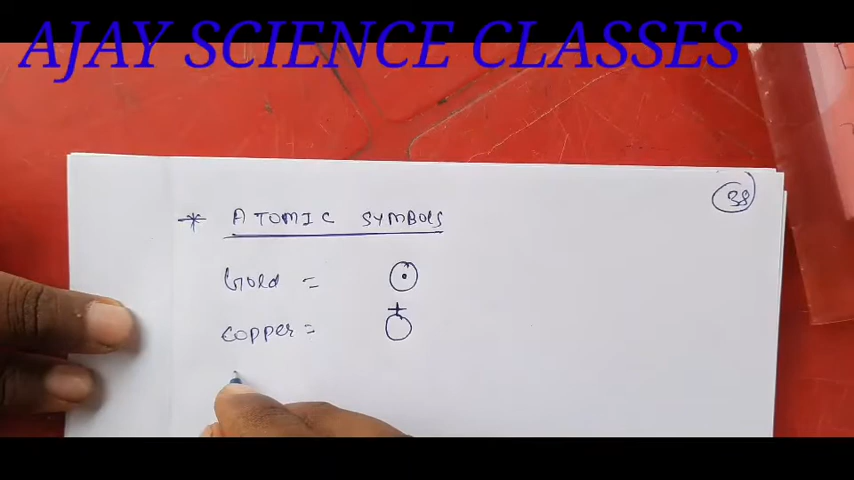 AJAY SCIENCE CLASSES
38
* ATOMIC SYMBOLS
Gold =
Copper =